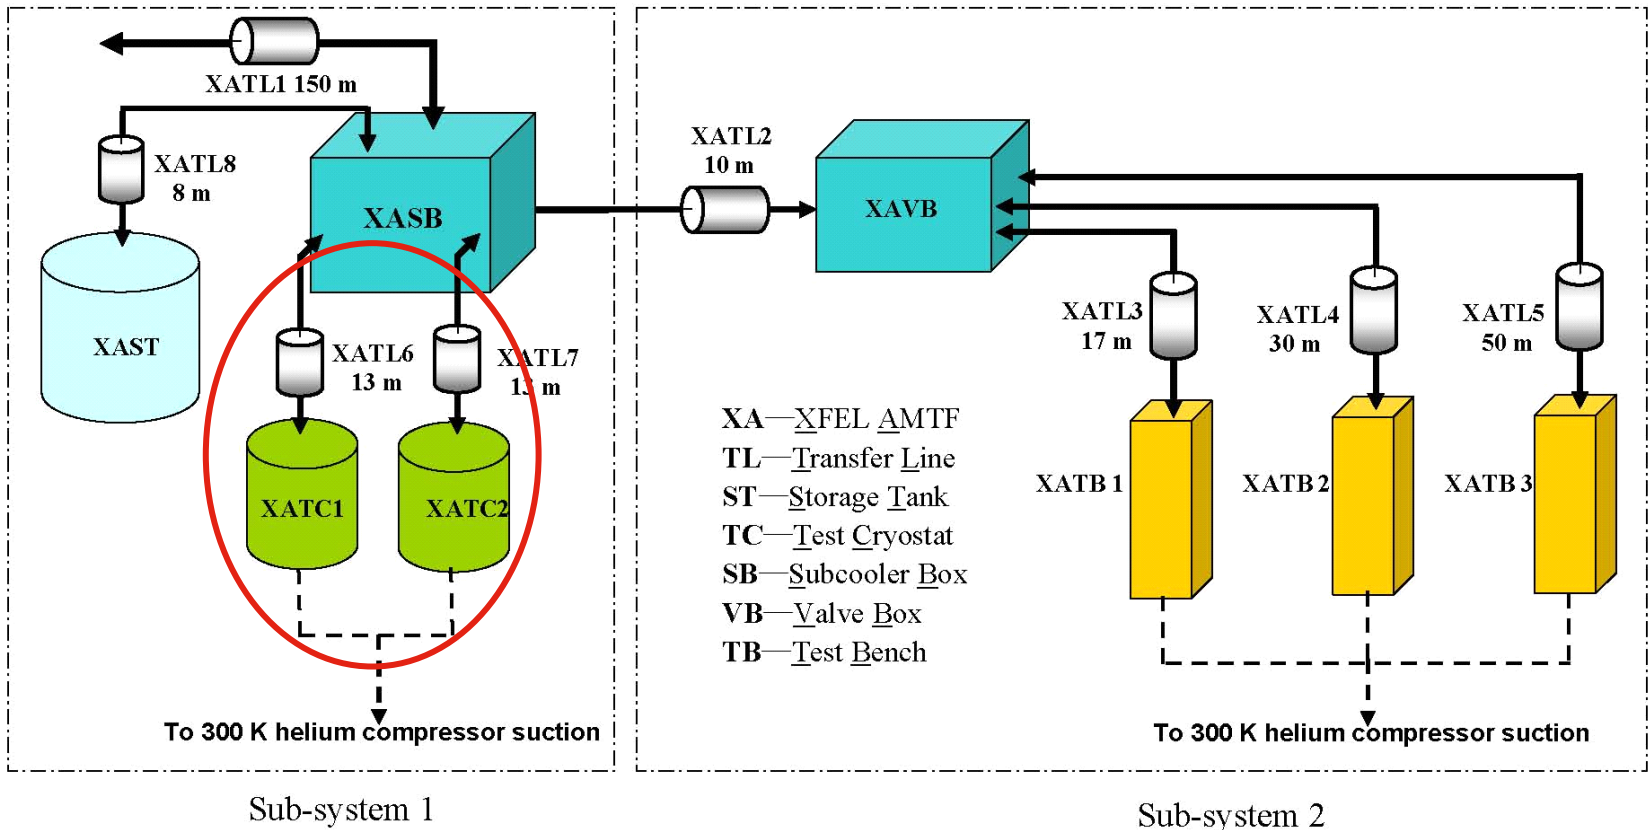 XATL1 150 m
XATL8
8 m
XASB
XAST
XATL6
13 m
XATL7
13 m
XATC1
XATC2
To 300 K helium compressor suction
Sub-system 1
XATL2
10 m
XAVB
XATL3
17 m
XATL4
30 m
XATL5
50 m
XATB 1
XATB 2
XATB 3
XA—XFEL AMTF
TL—Transfer Line
ST—Storage Tank
TC—Test Cryostat
SB—Subcooler Box
VB—Valve Box
TB—Test Bench
To 300 K helium compressor suction
Sub-system 2